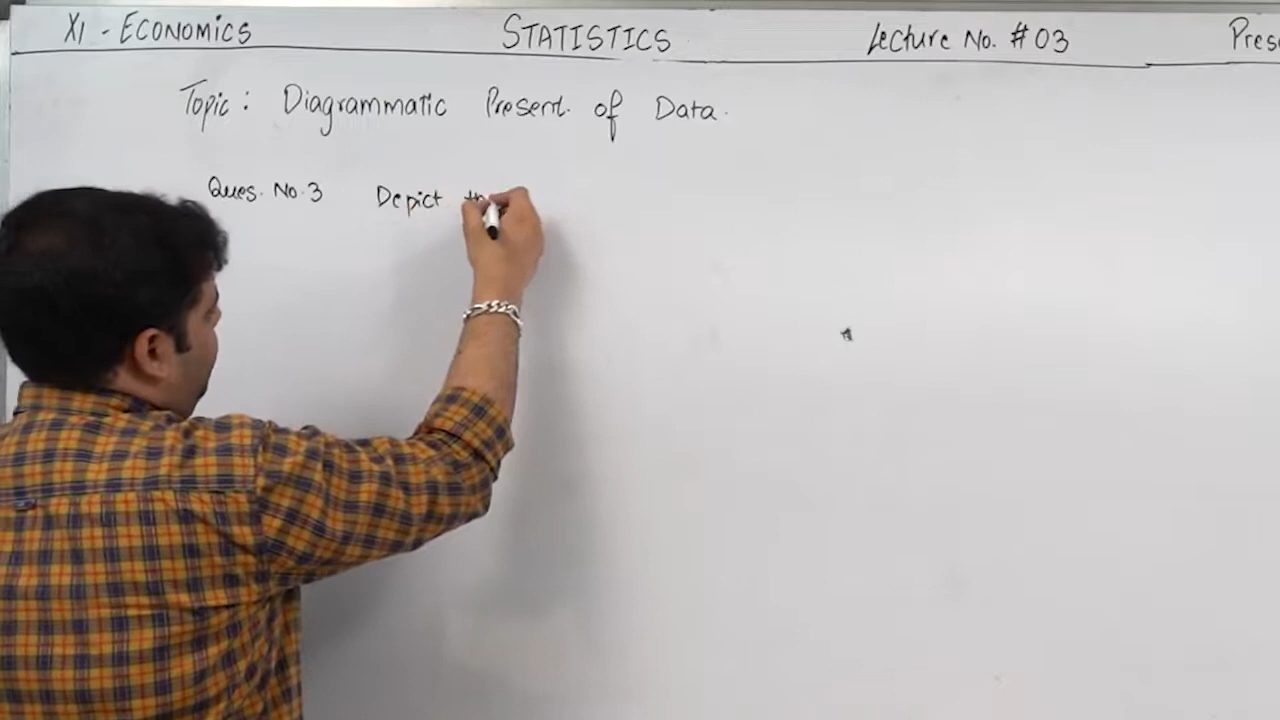 XI - ECONOMICS STATISTICS Lecture No. # 03
Topic: Diagrammatic Present. of Data.
Ques. No. 3 Depict